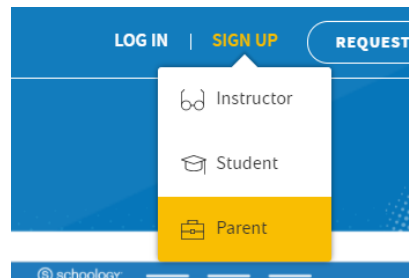 LOG IN | SIGN UP REQUEST
Instructor
Student
Parent
schoology